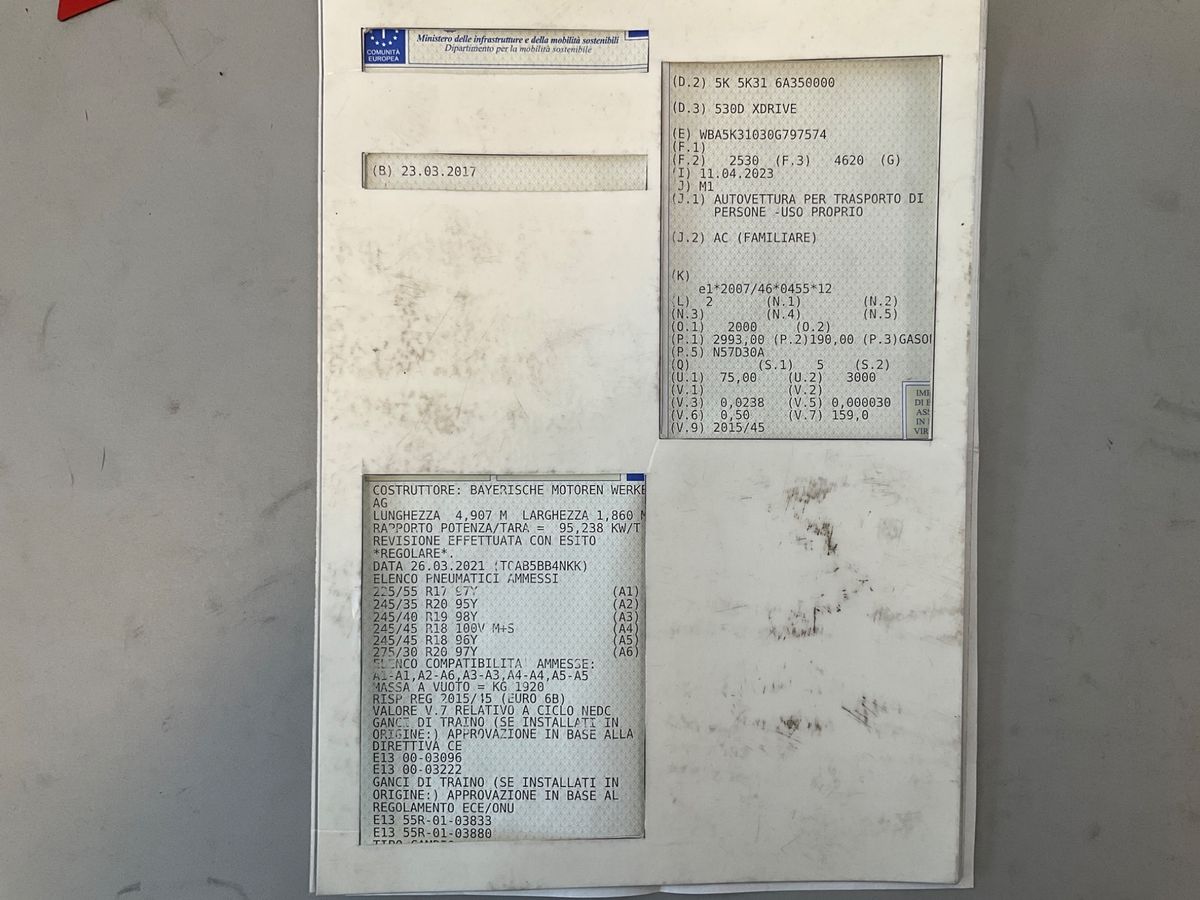 COMUNITÀ
EUROPEA
Ministero delle infrastrutture e della mobilità sostenibili
Dipartimento per la mobilità sostenibile
(B) 23.03.2017
(D.2) 5K 5K31 6A350000
(D.3) 530D XDRIVE
(E) WBA5K31030G797574
(F.1)
(F.2) 2530 (F.3) 4620 (G)
(I) 11.04.2023
(J) M1
(J.1) AUTOVETTURA PER TRASPORTO DI
PERSONE -USO PROPRIO
(J.2) AC (FAMILIARE)
(K)
e1*2007/46*0455*12
(L) 2 (N.1) (N.2)
(N.3) (N.4) (N.5)
(O.1) 2000 (O.2)
(P.1) 2993,00 (P.2)190,00 (P.3)GASO
(P.5) N57D30A
(Q) (S.1) 5 (S.2)
(U.1) 75,00 (U.2) 3000
(V.1) (V.2)
(V.3) 0,0238 (V.5) 0,000030
(V.6) 0,50 (V.7) 159,0
(V.9) 2015/45
COSTRUTTORE: BAYERISCHE MOTOREN WERKE
AG
LUNGHEZZA 4,907 M LARGHEZZA 1,860 M
RAPPORTO POTENZA/TARA = 95,238 KW/T
REVISIONE EFFETTUATA CON ESITO
*REGOLARE*.
DATA 26.03.2021
ELENCO PNEUMATICI AMMESSI
225/55 R17 97Y (A1)
245/35 R20 95Y (A2)
245/40 R19 98Y (A3)
245/45 R18 100V M+S (A4)
245/45 R18 96Y (A5)
275/30 R20 97Y (A6)
ELENCO COMPATIBILITA' AMMESSE:
A1-A1,A2-A6,A3-A3,A4-A4,A5-A5
MASSA A VUOTO = KG 1920
RISP REG 2015/45 (EURO 6B)
VALORE V.7 RELATIVO A CICLO NEDC
GANCI DI TRAINO (SE INSTALLATI IN
ORIGINE:) APPROVAZIONE IN BASE ALLA
DIRETTIVA CE
E13 00-03096
E13 00-03222
GANCI DI TRAINO (SE INSTALLATI IN
ORIGINE:) APPROVAZIONE IN BASE AL
REGOLAMENTO ECE/ONU
E13 55R-01-03833
E13 55R-01-03880